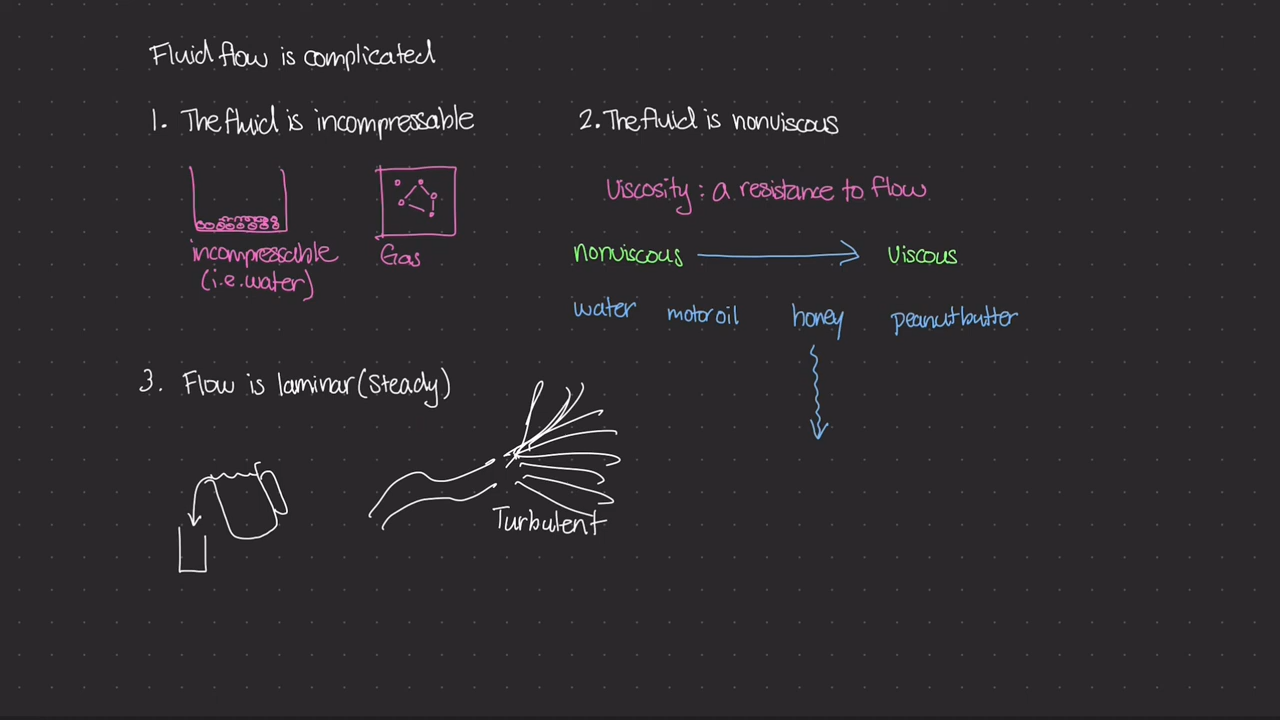 Fluid flow is complicated
1. The fluid is incompressable
incompressable
(i.e. water)
Gas
2. The fluid is nonviscous
Viscosity: a resistance to flow
nonviscous
viscous
water motor oil honey peanut butter
3. Flow is laminar (steady)
Turbulent